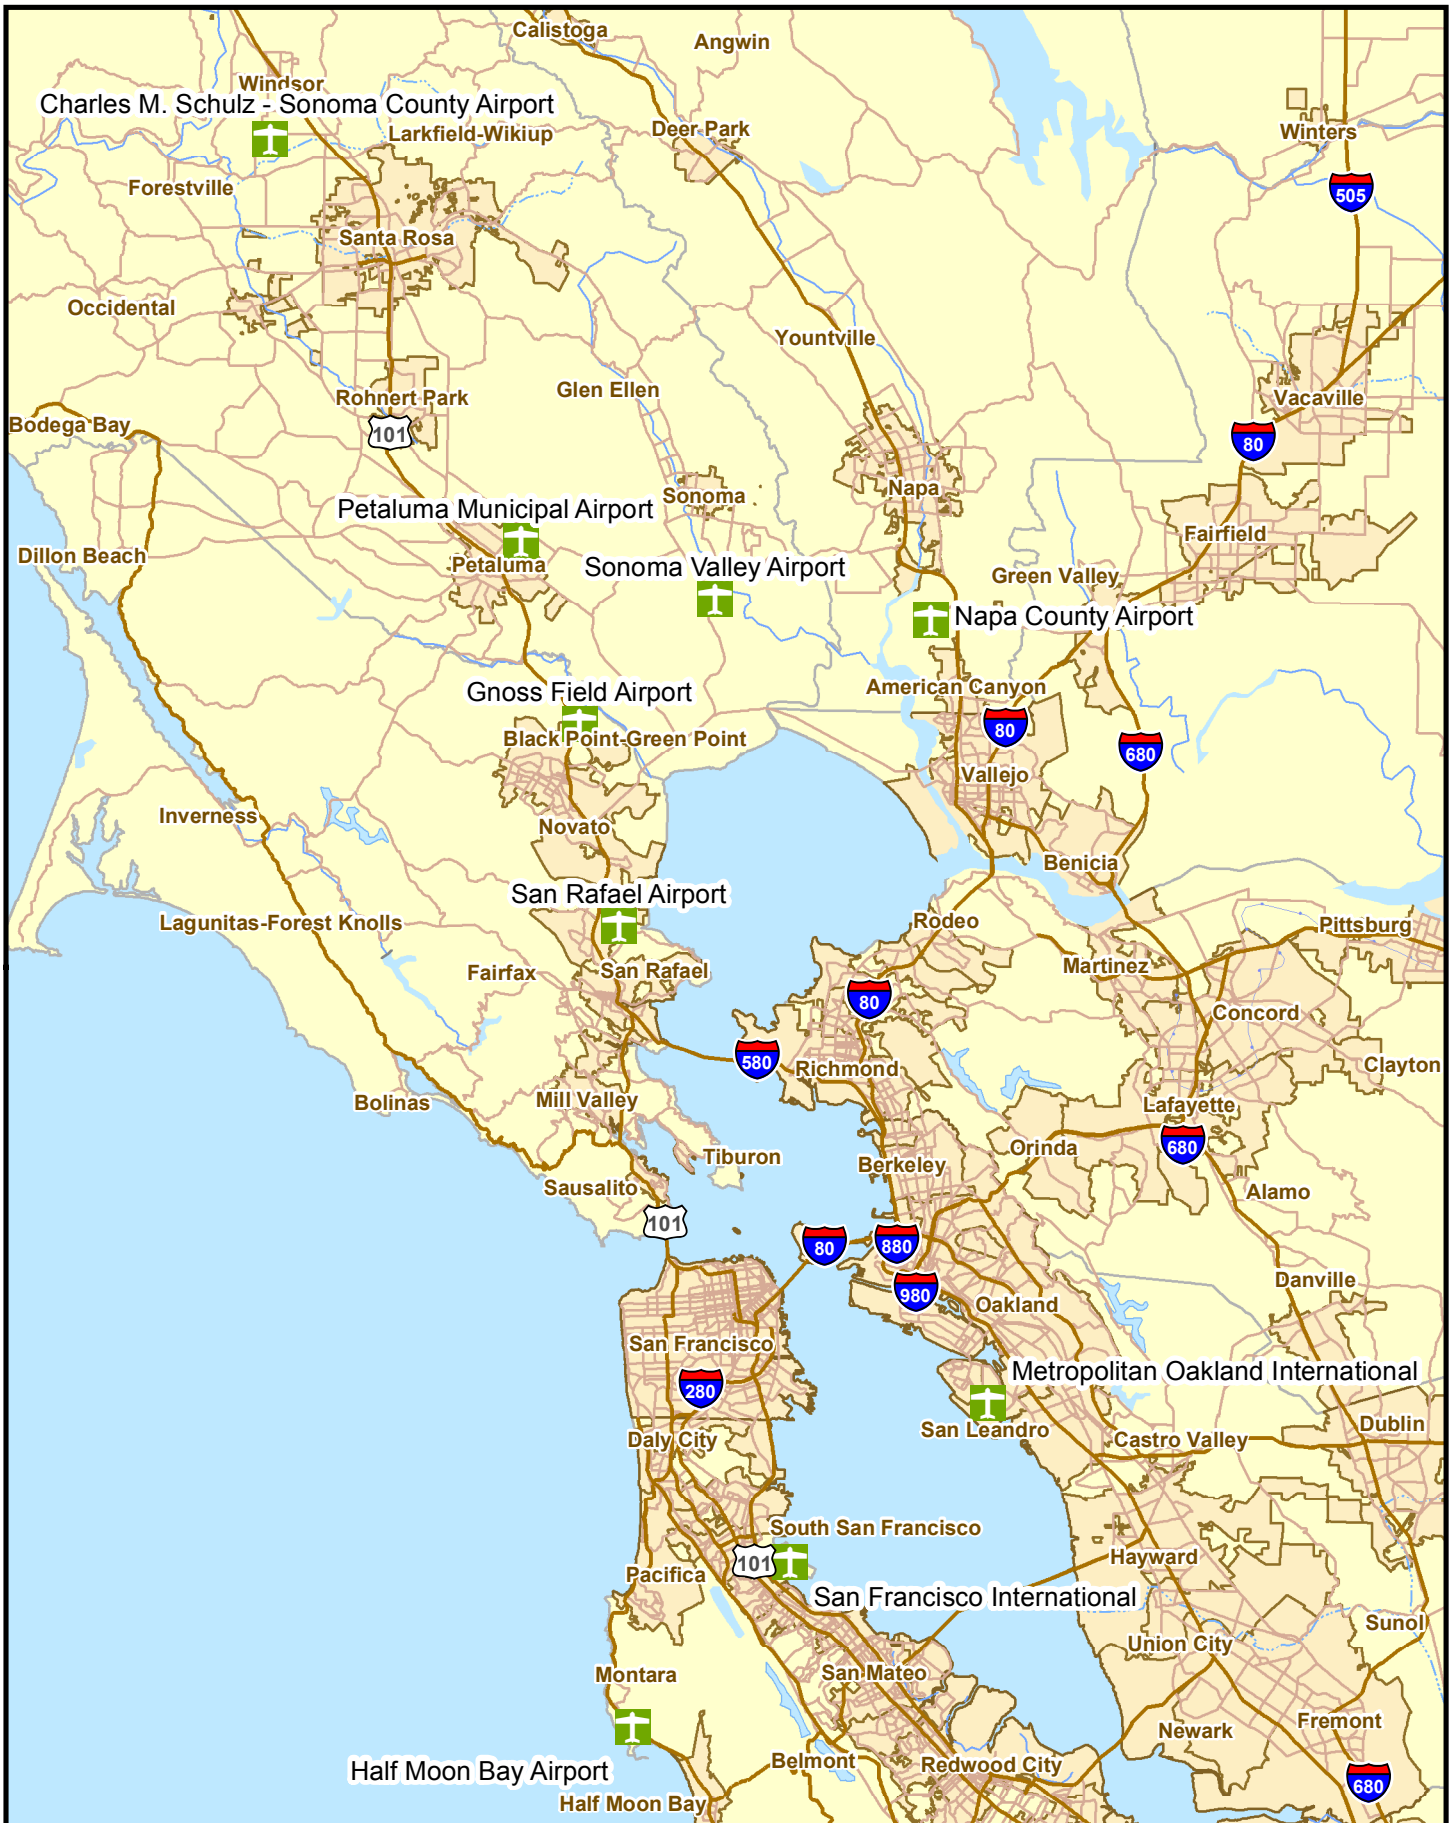 Calistoga
Angwin
Windsor
Charles M. Schulz - Sonoma County Airport
Larkfield-Wikiup
Deer Park
Winters
Forestville
505
Santa Rosa
Occidental
Yountville
Glen Ellen
Rohnert Park
Vacaville
Bodega Bay
101
80
Sonoma
Napa
Petaluma Municipal Airport
Fairfield
Dillon Beach
Petaluma
Sonoma Valley Airport
Green Valley
Napa County Airport
Gnoss Field Airport
American Canyon
80
Black Point-Green Point
680
Vallejo
Inverness
Novato
Benicia
San Rafael Airport
Lagunitas-Forest Knolls
Rodeo
Pittsburg
Fairfax
San Rafael
Martinez
80
Concord
580
Richmond
Clayton
Bolinas
Mill Valley
Lafayette
Tiburon
Berkeley
Orinda
680
Sausalito
Alamo
101
80
880
Danville
980
Oakland
San Francisco
Metropolitan Oakland International
280
San Leandro
Dublin
Daly City
Castro Valley
South San Francisco
101
Hayward
Pacifica
San Francisco International
Sunol
Union City
Montara
San Mateo
Newark
Fremont
Half Moon Bay Airport
Belmont
Redwood City
680
Half Moon Bay